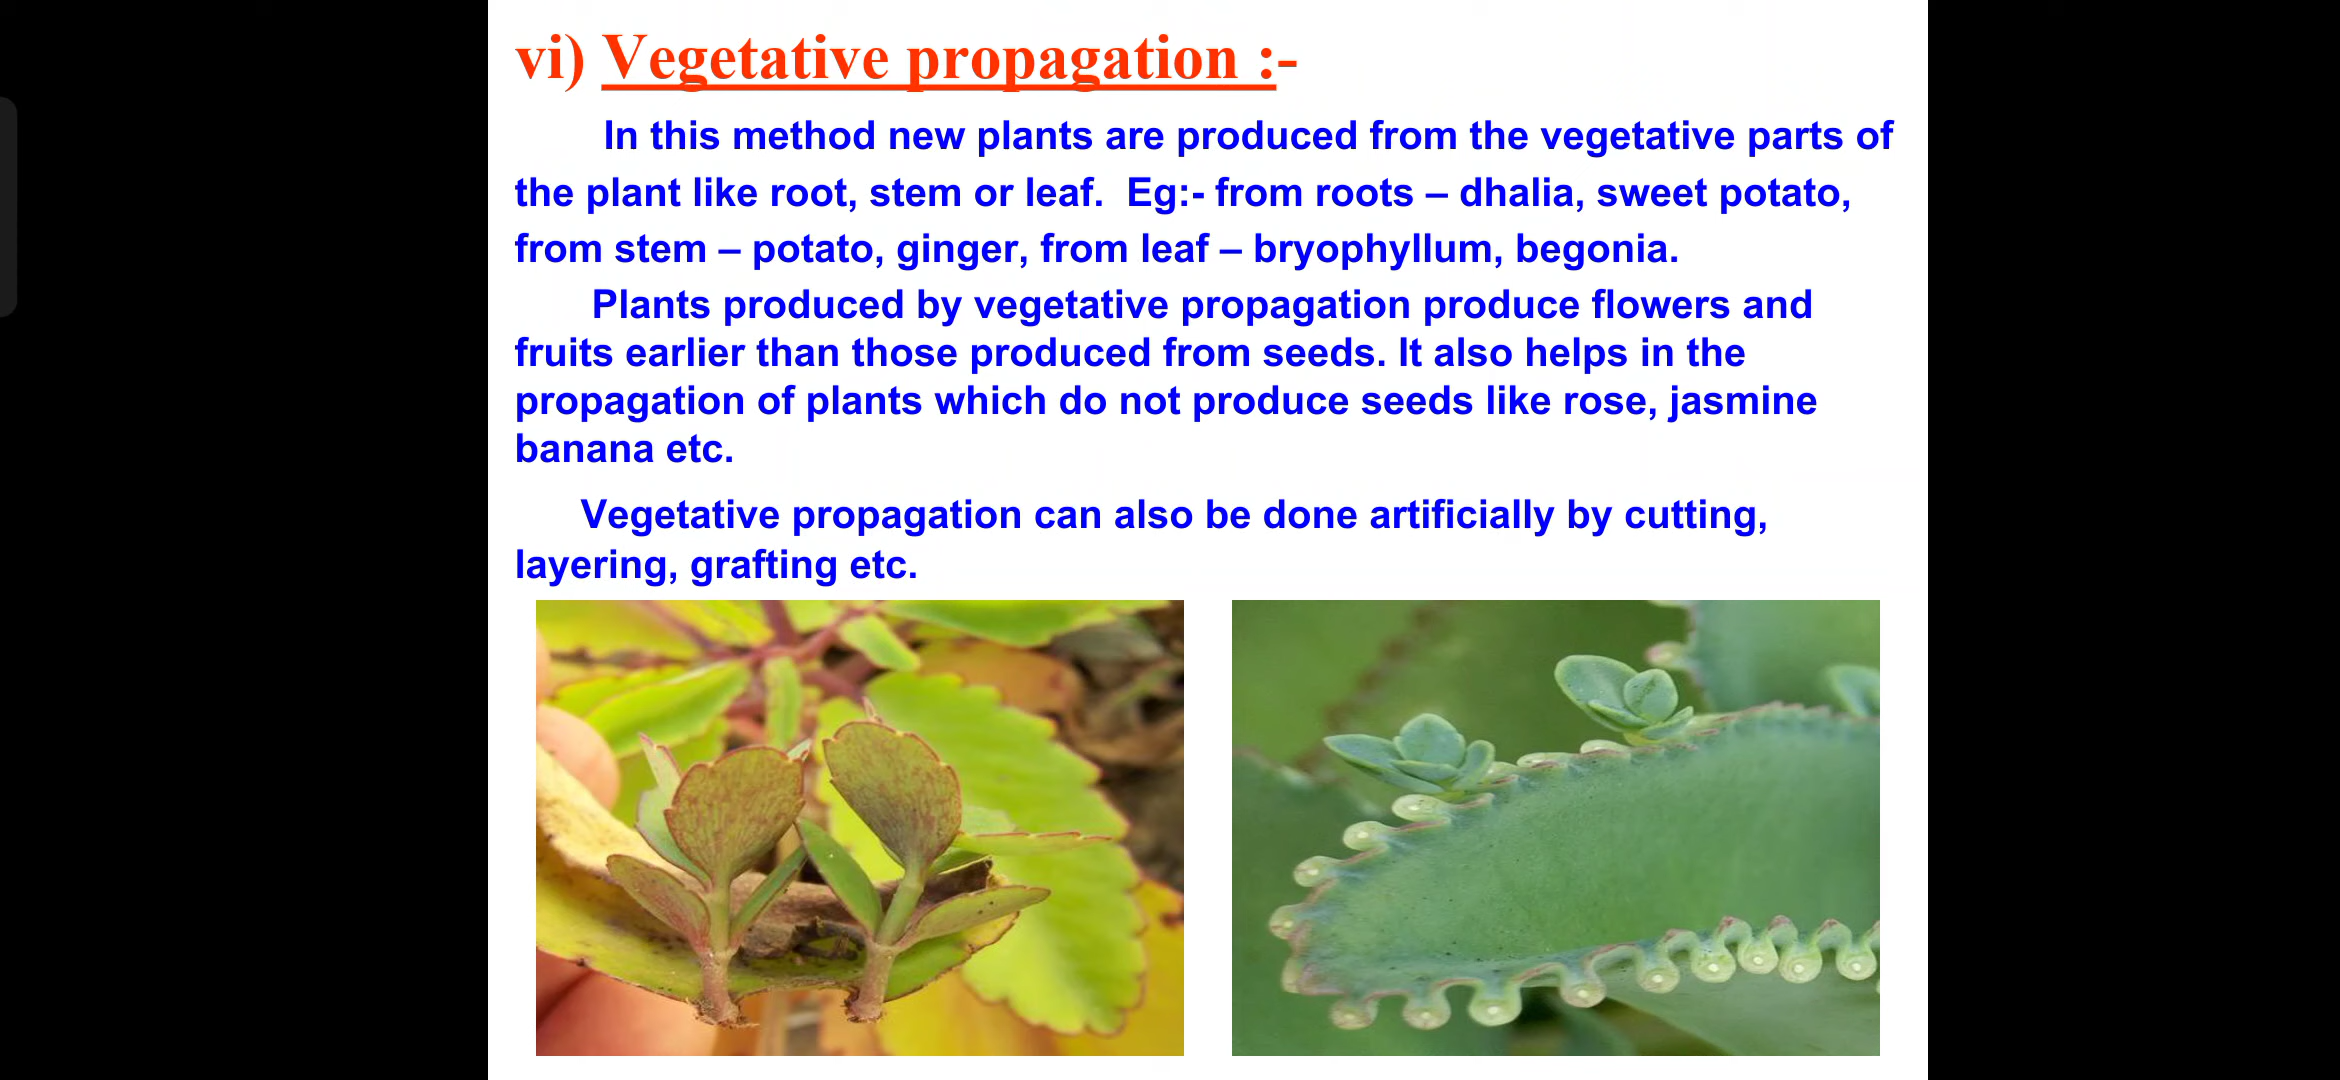 vi) Vegetative propagation :-
In this method new plants are produced from the vegetative parts of
the plant like root, stem or leaf.  Eg:- from roots – dhalia, sweet potato,
from stem – potato, ginger, from leaf – bryophyllum, begonia.
Plants produced by vegetative propagation produce flowers and
fruits earlier than those produced from seeds. It also helps in the
propagation of plants which do not produce seeds like rose, jasmine
banana etc.
Vegetative propagation can also be done artificially by cutting,
layering, grafting etc.